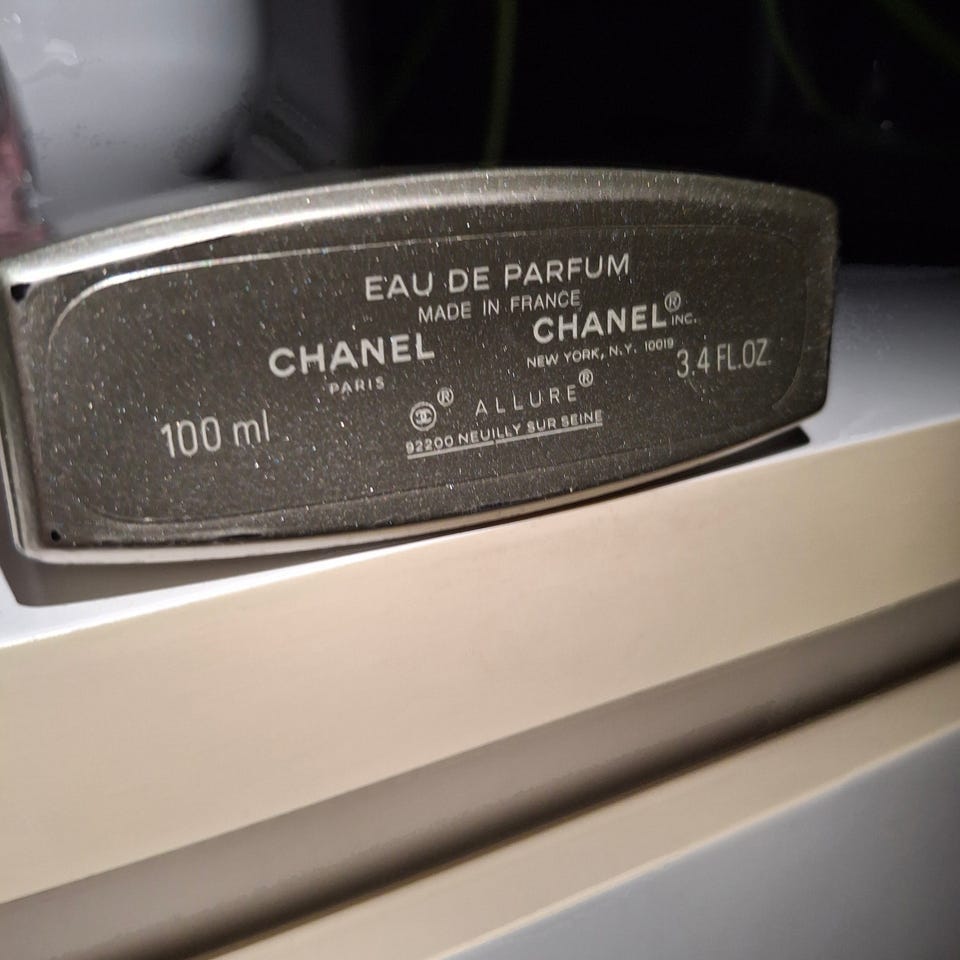 EAU DE PARFUM
MADE IN FRANCE
CHANEL
PARIS
CHANEL® INC.
NEW YORK, N.Y. 10019
100 ml
3.4 FL.OZ.
® ALLURE®
92200 NEUILLY SUR SEINE